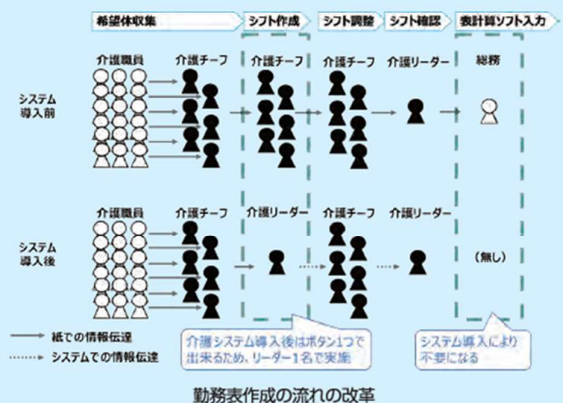 希望体収集
シフト作成
シフト調整
シフト確認
表計算ソフト入力
介護職員
介護チーフ
介護チーフ
介護チーフ
介護リーダー
総務
システム
導入前
介護職員
介護チーフ
介護リーダー
介護チーフ
介護リーダー
システム
導入後
(無し)
紙での情報伝達
システムでの情報伝達
介護システム導入後はボタン1つで
出来るため、リーダー1名で実施
システム導入により
不要になる
勤務表作成の流れの改革